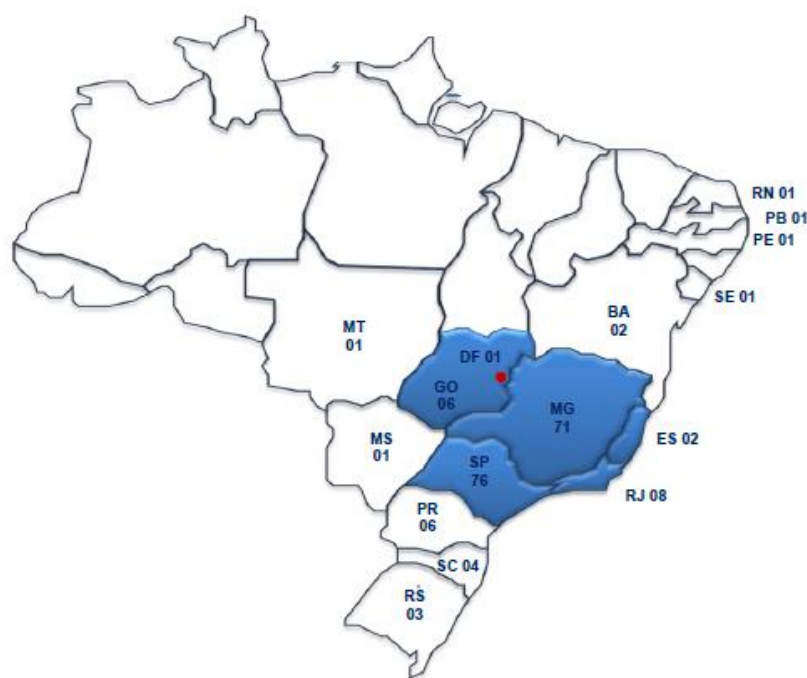 RN 01
PB 01
PE 01
SE 01
BA
02
MT
01
DF 01
GO
06
MG
71
ES 02
MS
01
SP
76
RJ 08
PR
06
SC 04
RS
03